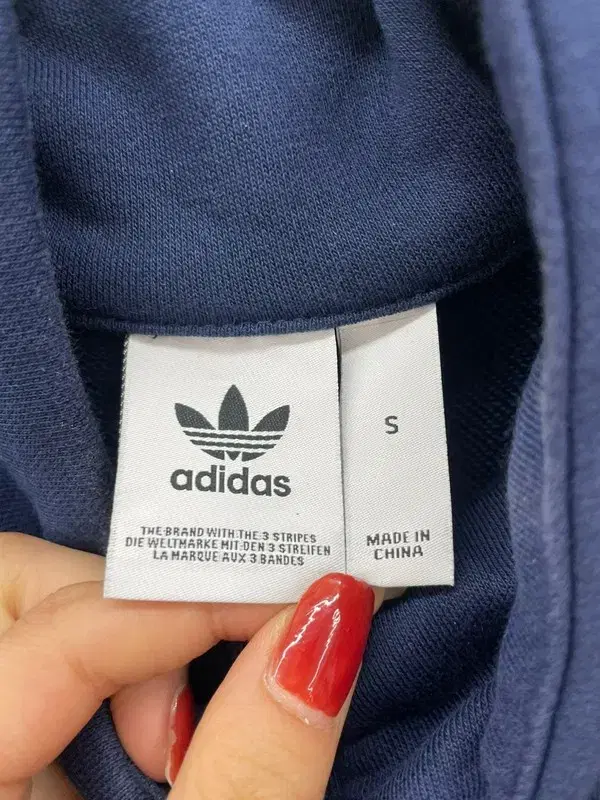 adidas
THE BRAND WITH THE 3 STRIPES
DIE WELTMARKE MIT DEN 3 STREIFEN
LA MARQUE AUX 3 BANDES
S
MADE IN
CHINA